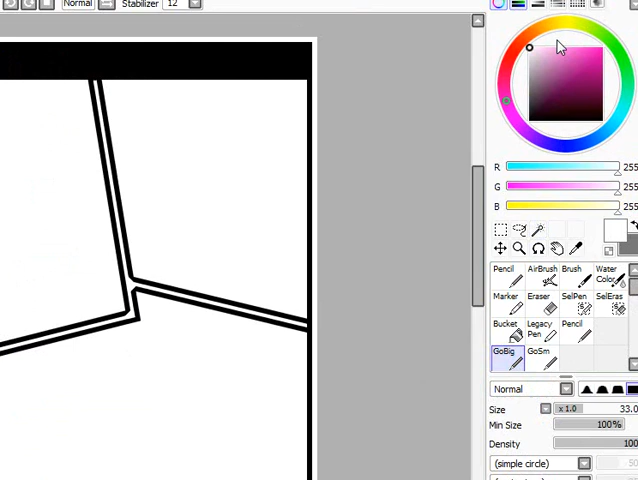 Normal Stabilizer 12
R 255
G 255
B 255
Pencil AirBrush Brush Water Color
Marker Eraser SelPen SelEras
Bucket Legacy Pen Pencil
GoBig GoSm
Normal
Size x 1.0 33.0
Min Size 100%
Density 100
(simple circle) 50